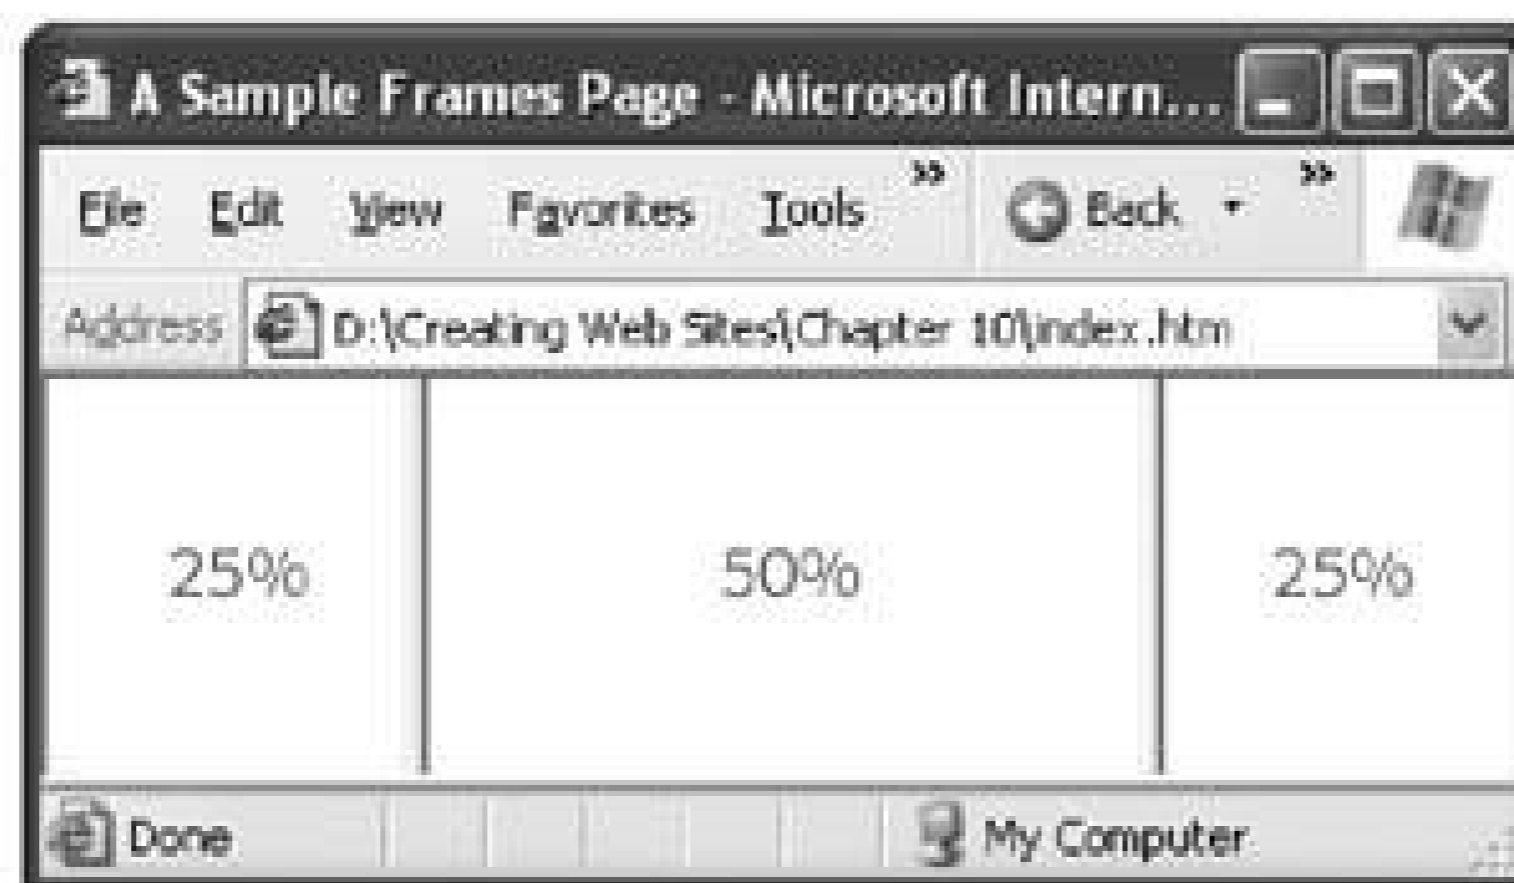 A Sample Frames Page - Microsoft Intern...
File Edit View Favorites Tools » Back »
Address D:\Creating Web Sites\Chapter 10\index.htm
25% 50% 25%
Done My Computer